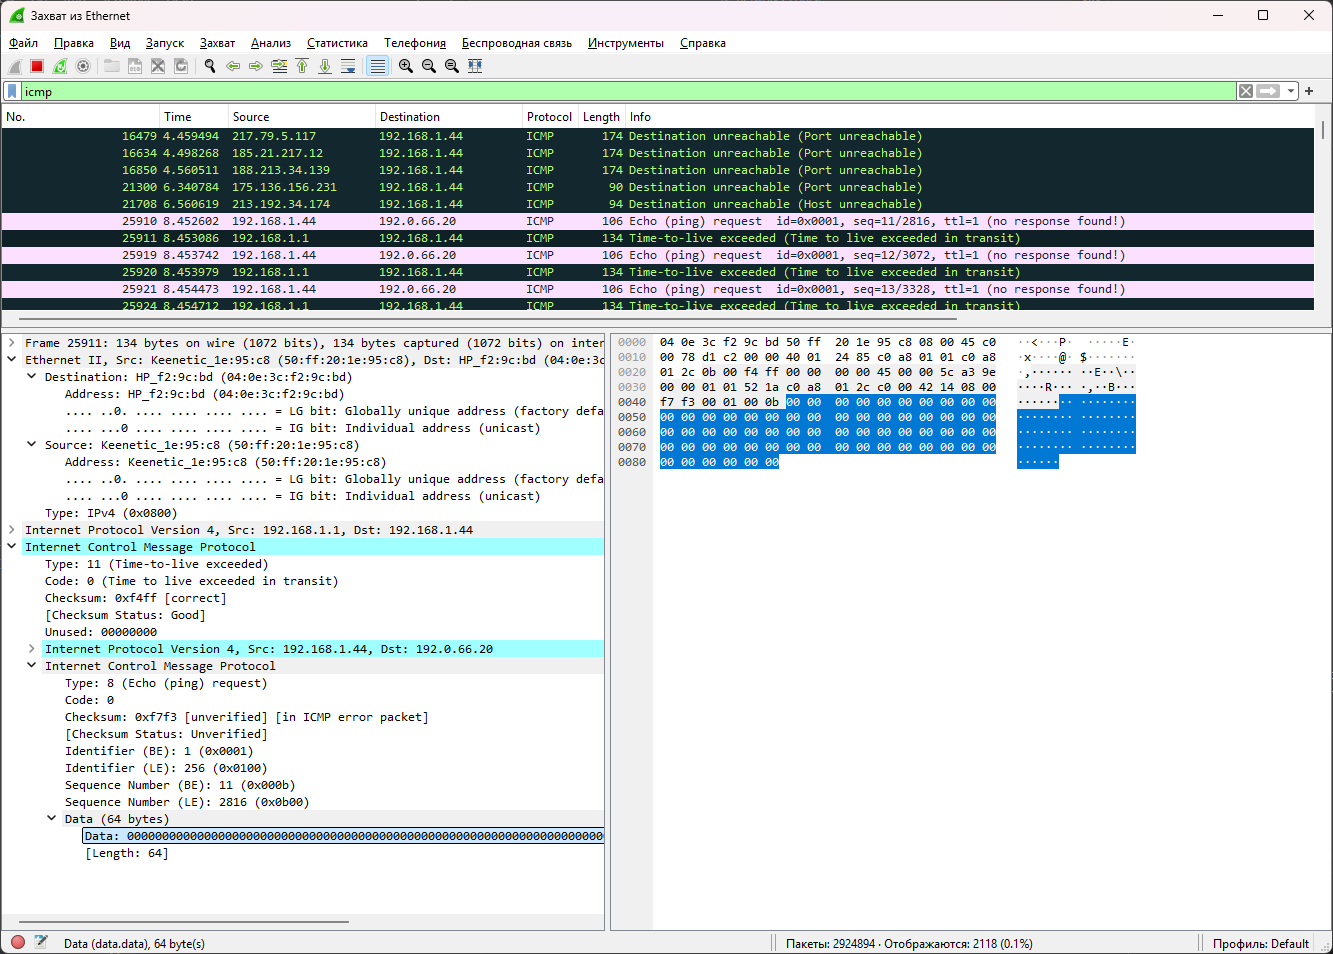 Захват из Ethernet
Файл Правка Вид Запуск Захват Анализ Статистика Телефония Беспроводная связь Инструменты Справка
icmp
No. Time Source Destination Protocol Length Info
16479 4.459494 217.79.5.117 192.168.1.44 ICMP 174 Destination unreachable (Port unreachable)
16634 4.498268 185.21.217.12 192.168.1.44 ICMP 174 Destination unreachable (Port unreachable)
16850 4.560511 188.213.34.139 192.168.1.44 ICMP 174 Destination unreachable (Port unreachable)
21300 6.340784 175.136.156.231 192.168.1.44 ICMP 90 Destination unreachable (Port unreachable)
21708 6.560619 213.192.34.174 192.168.1.44 ICMP 94 Destination unreachable (Host unreachable)
25910 8.452602 192.168.1.44 192.0.66.20 ICMP 106 Echo (ping) request id=0x0001, seq=11/2816, ttl=1 (no response found!)
25911 8.453086 192.168.1.1 192.168.1.44 ICMP 134 Time-to-live exceeded (Time to live exceeded in transit)
25919 8.453742 192.168.1.44 192.0.66.20 ICMP 106 Echo (ping) request id=0x0001, seq=12/3072, ttl=1 (no response found!)
25920 8.453979 192.168.1.1 192.168.1.44 ICMP 134 Time-to-live exceeded (Time to live exceeded in transit)
25921 8.454473 192.168.1.44 192.0.66.20 ICMP 106 Echo (ping) request id=0x0001, seq=13/3328, ttl=1 (no response found!)
25924 8.454712 192.168.1.1 192.168.1.44 ICMP 134 Time-to-live exceeded (Time to live exceeded in transit)
Frame 25911: 134 bytes on wire (1072 bits), 134 bytes captured (1072 bits) on inter
Ethernet II, Src: Keenetic_1e:95:c8 (50:ff:20:1e:95:c8), Dst: HP_f2:9c:bd (04:0e:3c
Destination: HP_f2:9c:bd (04:0e:3c:f2:9c:bd)
Address: HP_f2:9c:bd (04:0e:3c:f2:9c:bd)
.... ..0. .... .... .... .... = LG bit: Globally unique address (factory defa
.... ...0 .... .... .... .... = IG bit: Individual address (unicast)
Source: Keenetic_1e:95:c8 (50:ff:20:1e:95:c8)
Address: Keenetic_1e:95:c8 (50:ff:20:1e:95:c8)
.... ..0. .... .... .... .... = LG bit: Globally unique address (factory defa
.... ...0 .... .... .... .... = IG bit: Individual address (unicast)
Type: IPv4 (0x0800)
Internet Protocol Version 4, Src: 192.168.1.1, Dst: 192.168.1.44
Internet Control Message Protocol
Type: 11 (Time-to-live exceeded)
Code: 0 (Time to live exceeded in transit)
Checksum: 0xf4ff [correct]
[Checksum Status: Good]
Unused: 00000000
Internet Protocol Version 4, Src: 192.168.1.44, Dst: 192.0.66.20
Internet Control Message Protocol
Type: 8 (Echo (ping) request)
Code: 0
Checksum: 0xf7f3 [unverified] [in ICMP error packet]
[Checksum Status: Unverified]
Identifier (BE): 1 (0x0001)
Identifier (LE): 256 (0x0100)
Sequence Number (BE): 11 (0x000b)
Sequence Number (LE): 2816 (0x0b00)
Data (64 bytes)
Data: 00000000000000000000000000000000000000000000000000000000000000000000
[Length: 64]
0000 04 0e 3c f2 9c bd 50 ff 20 1e 95 c8 08 00 45 c0 ··<···P· ·····E·
0010 00 78 d1 c2 00 00 40 01 24 85 c0 a8 01 01 c0 a8 ·x····@· $·······
0020 01 2c 0b 00 f4 ff 00 00 00 00 45 00 00 5c a3 9e ·,······ ··E··\··
0030 00 00 01 01 52 1a c0 a8 01 2c c0 00 42 14 08 00 ····R··· ·,··B···
0040 f7 f3 00 01 00 0b 00 00 00 00 00 00 00 00 00 00 ········ ········
0050 00 00 00 00 00 00 00 00 00 00 00 00 00 00 00 00 ········ ········
0060 00 00 00 00 00 00 00 00 00 00 00 00 00 00 00 00 ········ ········
0070 00 00 00 00 00 00 00 00 00 00 00 00 00 00 00 00 ········ ········
0080 00 00 00 00 00 00 ······
Data (data.data), 64 byte(s)
Пакеты: 2924894 · Отображаются: 2118 (0.1%)
Профиль: Default